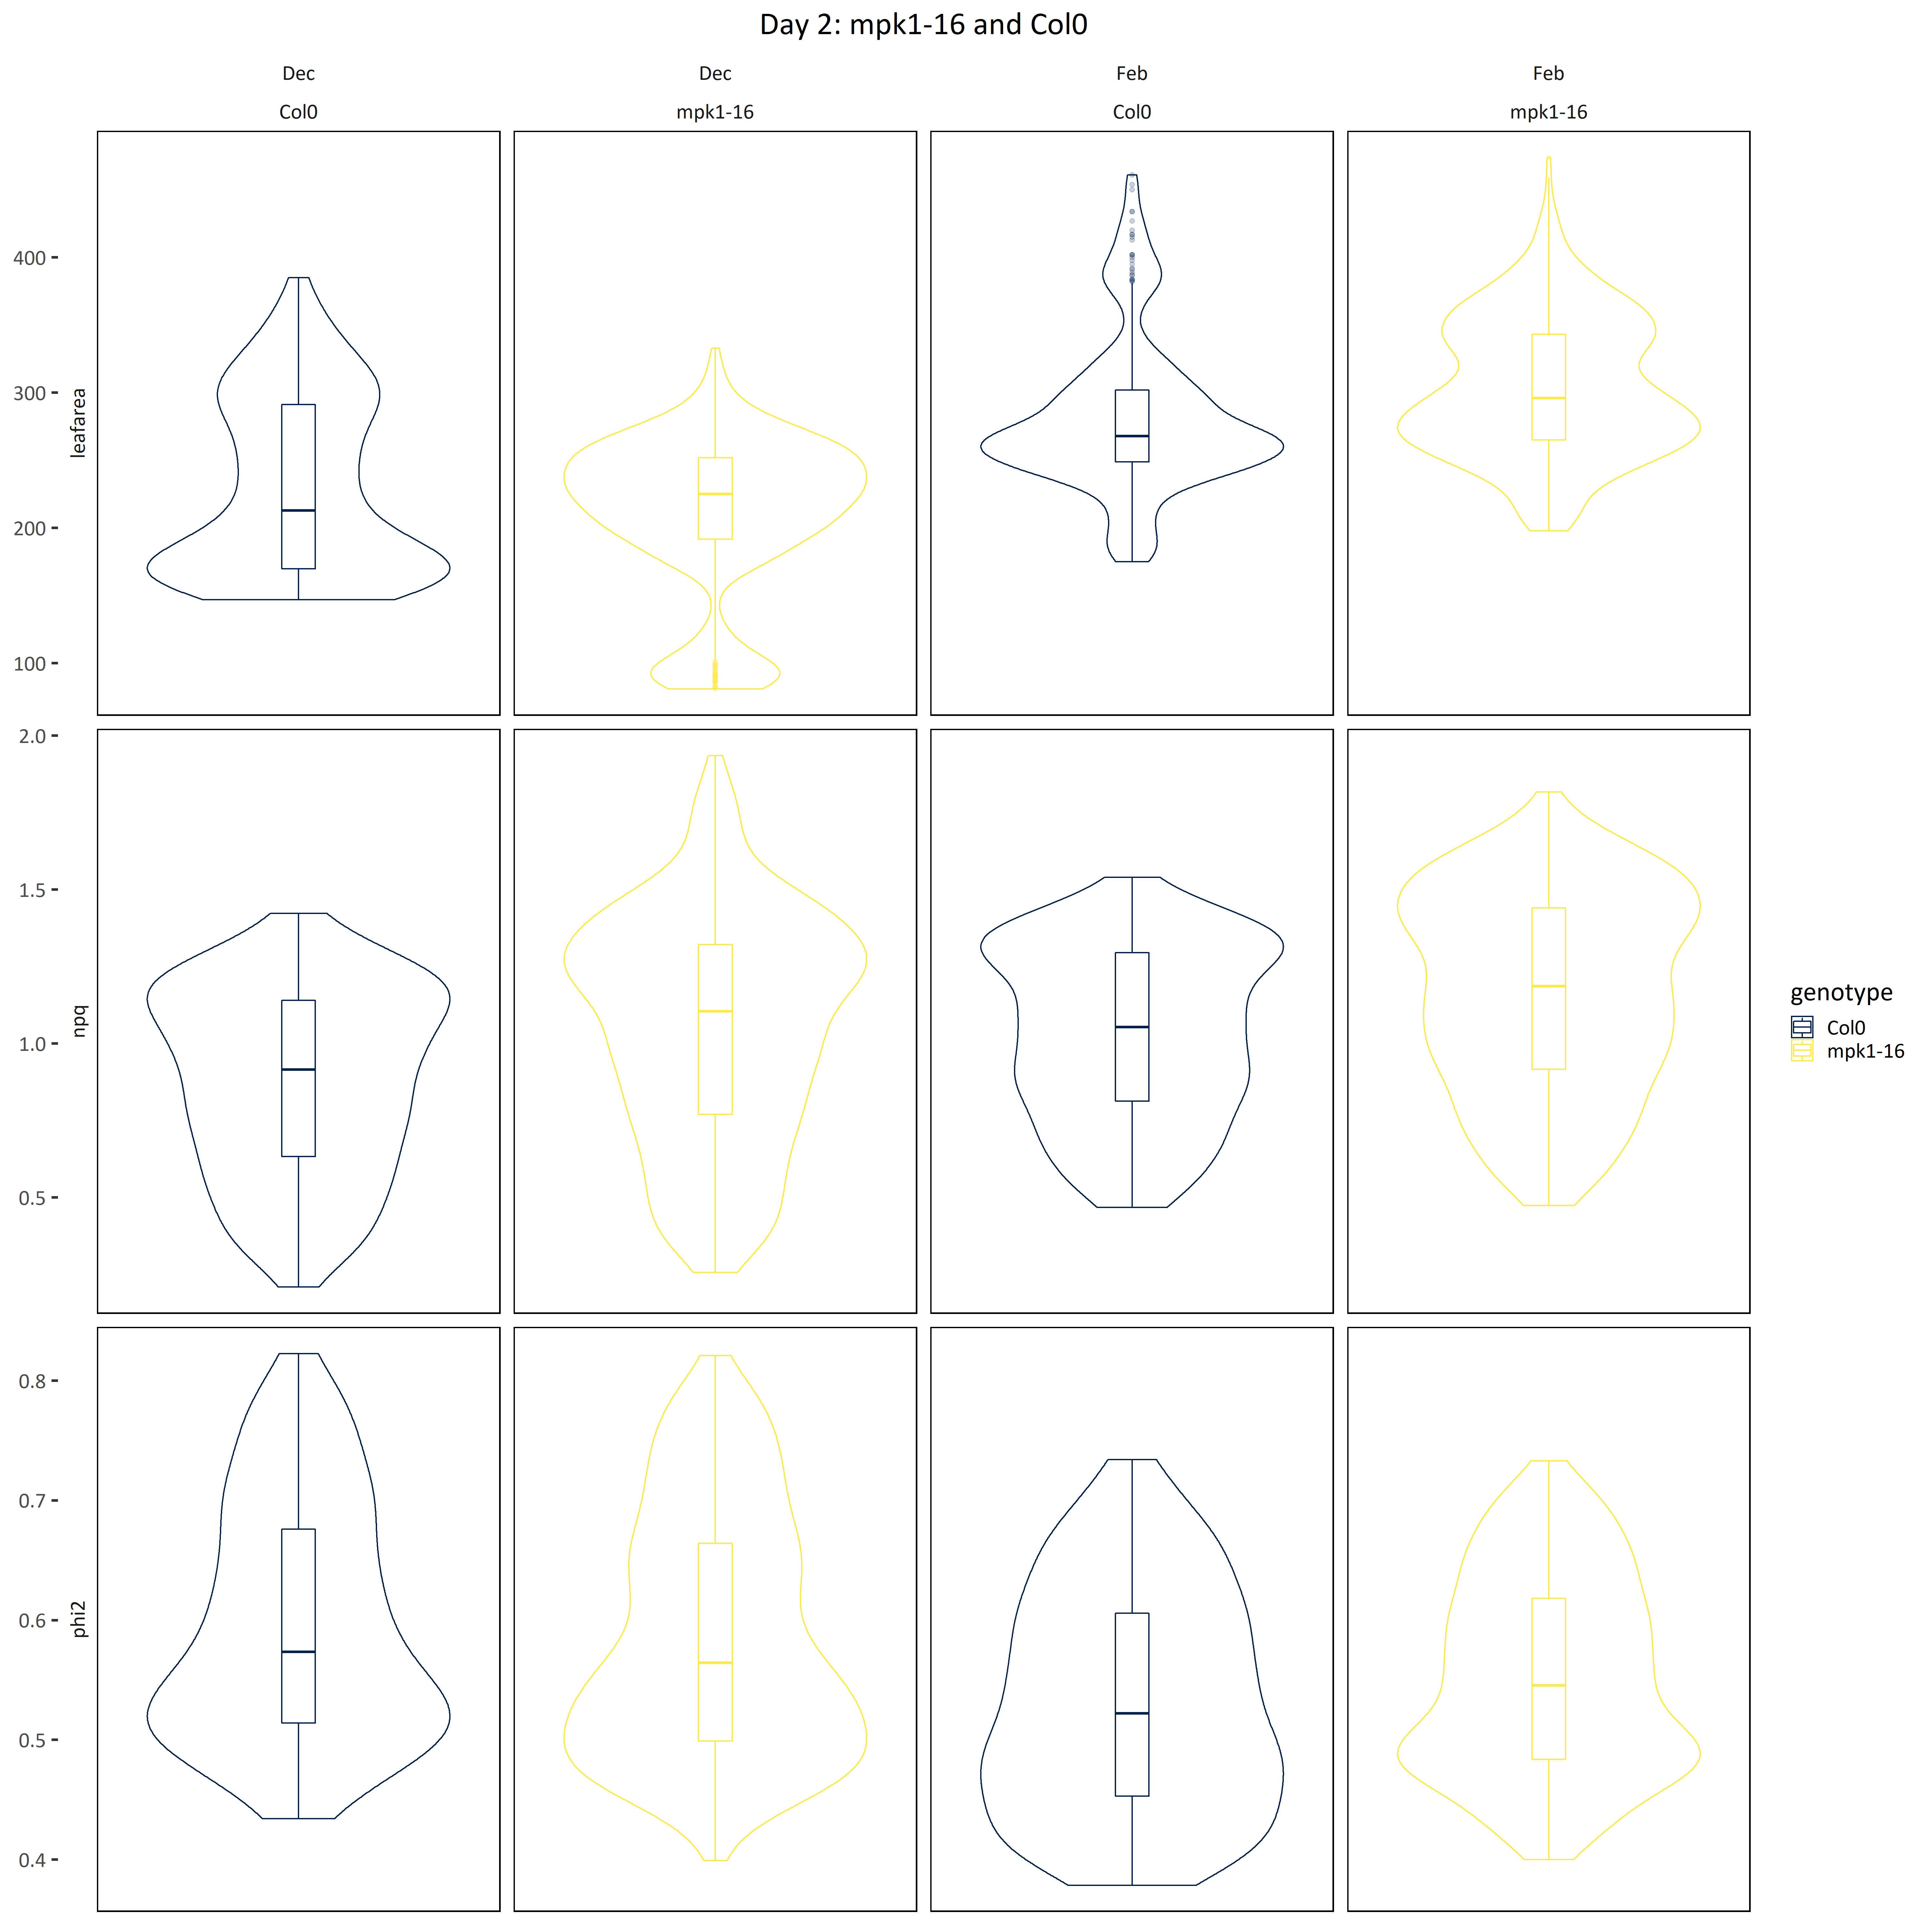 Day 2: mpk1-16 and Col0
Dec
Dec
Feb
Feb
Col0
mpk1-16
Col0
mpk1-16
leafarea
400
300
200
100
npq
2.0
1.5
1.0
0.5
phi2
0.8
0.7
0.6
0.5
0.4
genotype
Col0
mpk1-16